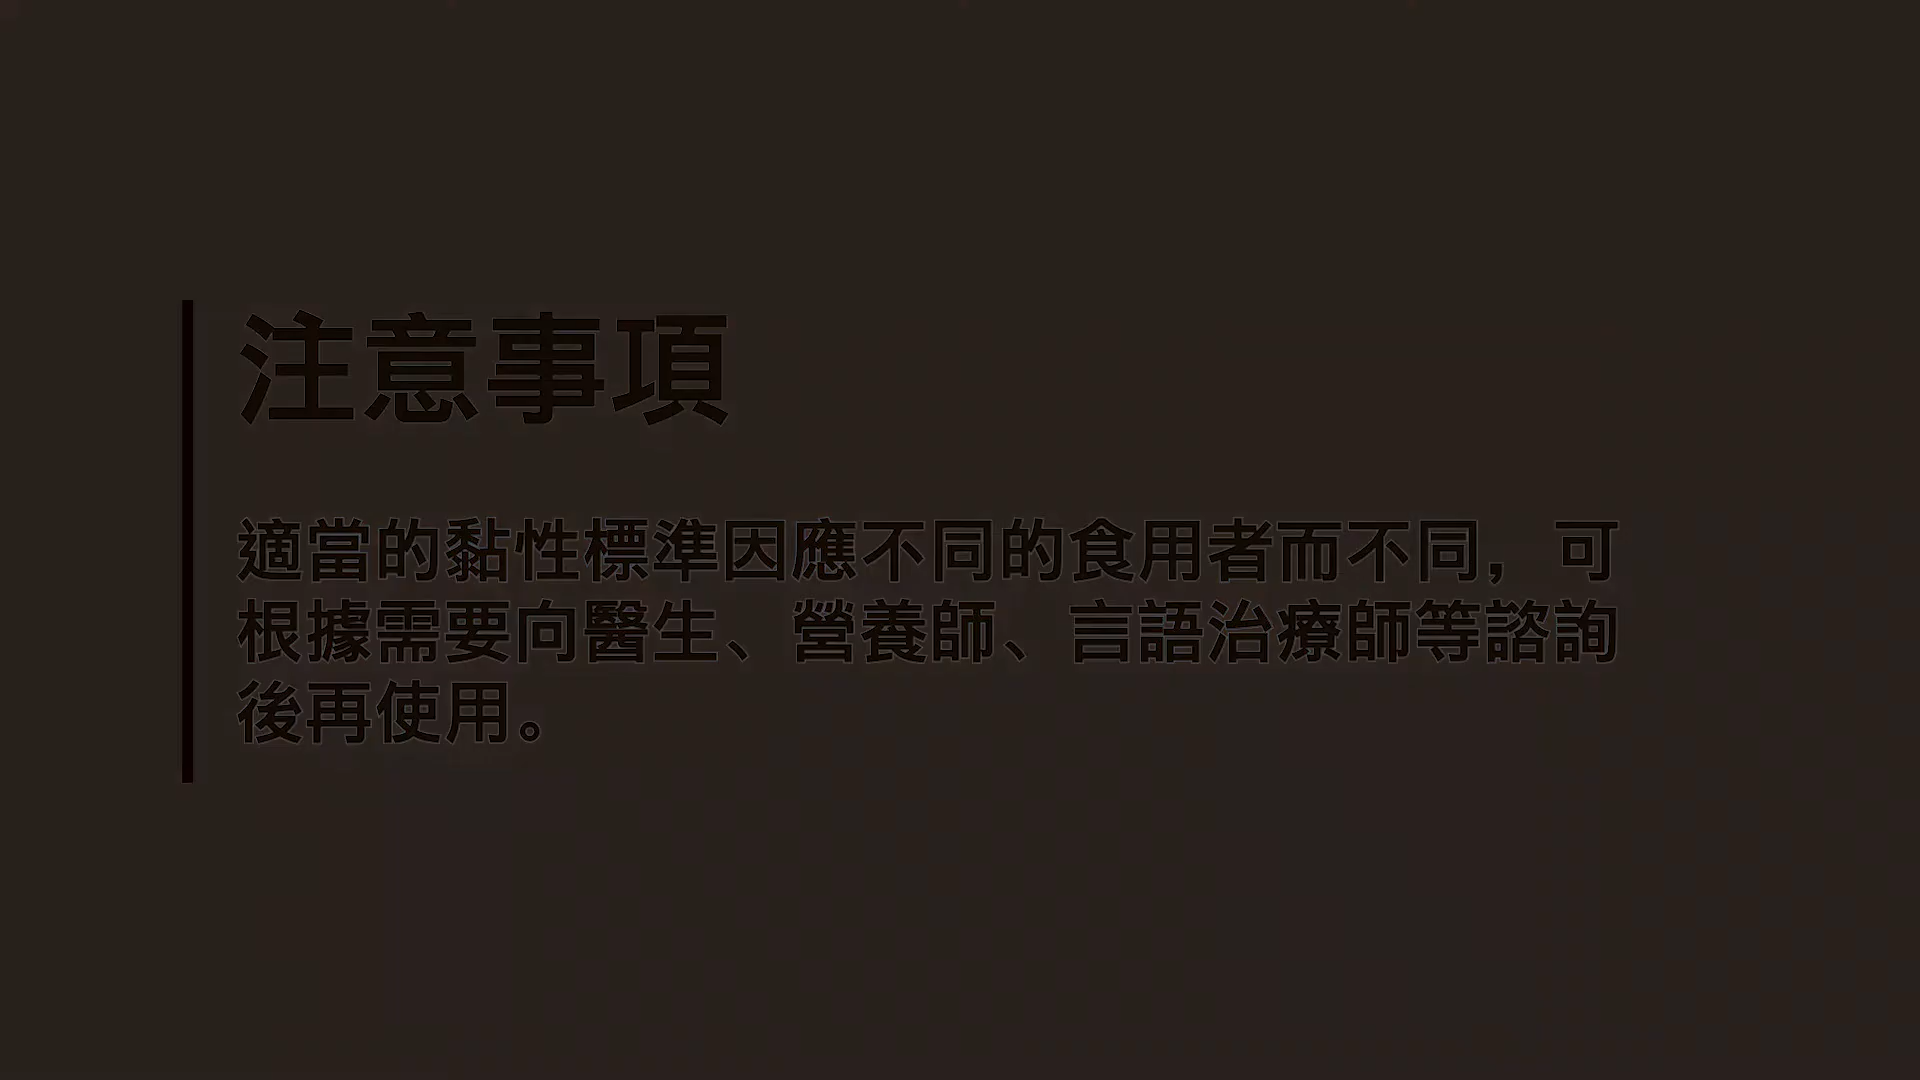 注意事項
適當的黏性標準因應不同的食用者而不同，可
根據需要向醫生、營養師、言語治療師等諮詢
後再使用。